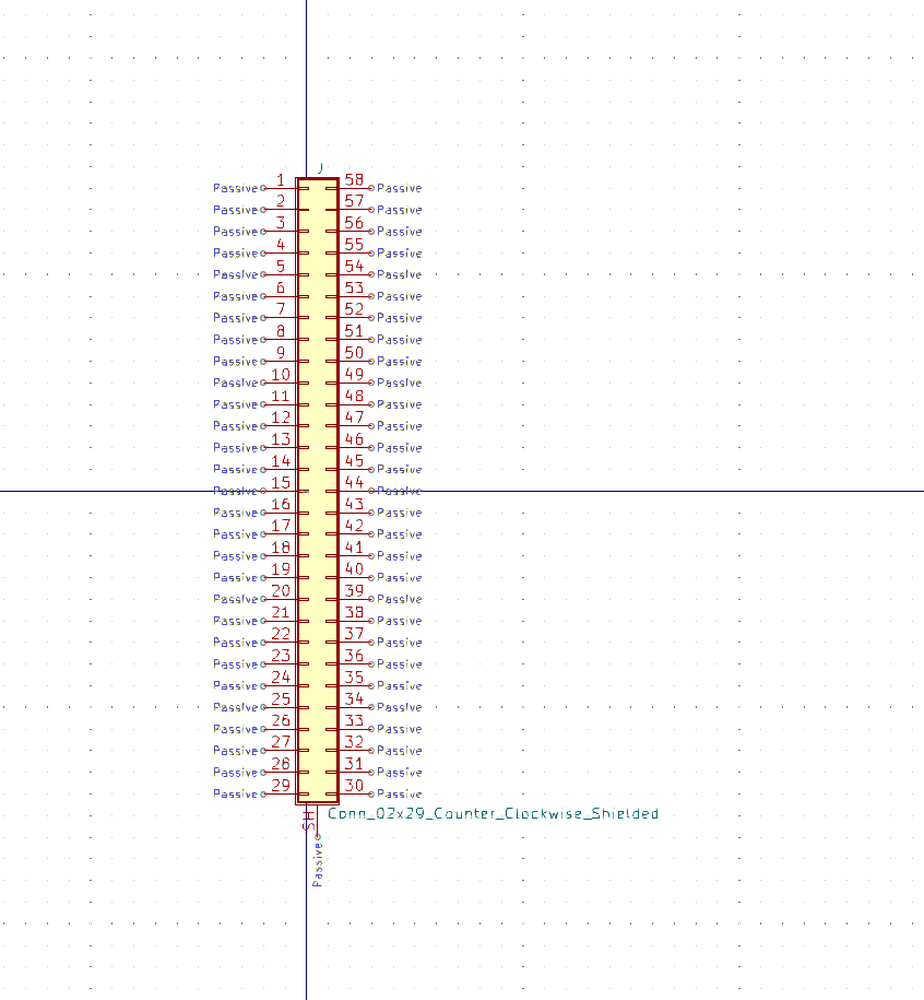 J
Passive 1 58 Passive
Passive 2 57 Passive
Passive 3 56 Passive
Passive 4 55 Passive
Passive 5 54 Passive
Passive 6 53 Passive
Passive 7 52 Passive
Passive 8 51 Passive
Passive 9 50 Passive
Passive 10 49 Passive
Passive 11 48 Passive
Passive 12 47 Passive
Passive 13 46 Passive
Passive 14 45 Passive
Passive 15 44 Passive
Passive 16 43 Passive
Passive 17 42 Passive
Passive 18 41 Passive
Passive 19 40 Passive
Passive 20 39 Passive
Passive 21 38 Passive
Passive 22 37 Passive
Passive 23 36 Passive
Passive 24 35 Passive
Passive 25 34 Passive
Passive 26 33 Passive
Passive 27 32 Passive
Passive 28 31 Passive
Passive 29 30 Passive
SH
Conn_02x29_Counter_Clockwise_Shielded
Passive